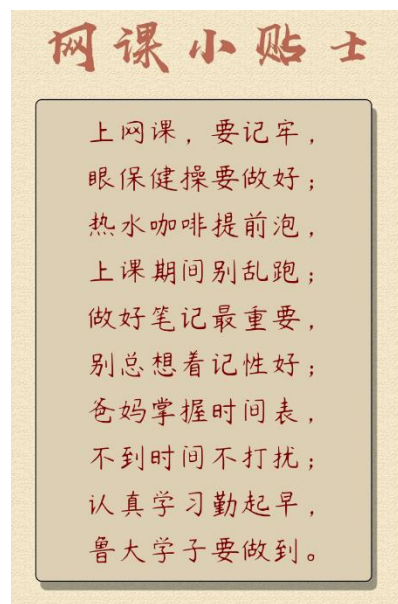 网课小贴士
上网课，要记牢，
眼保健操要做好；
热水咖啡提前泡，
上课期间别乱跑；
做好笔记最重要，
别总想着记性好；
爸妈掌握时间表，
不到时间不打扰；
认真学习勤起早，
鲁大学子要做到。